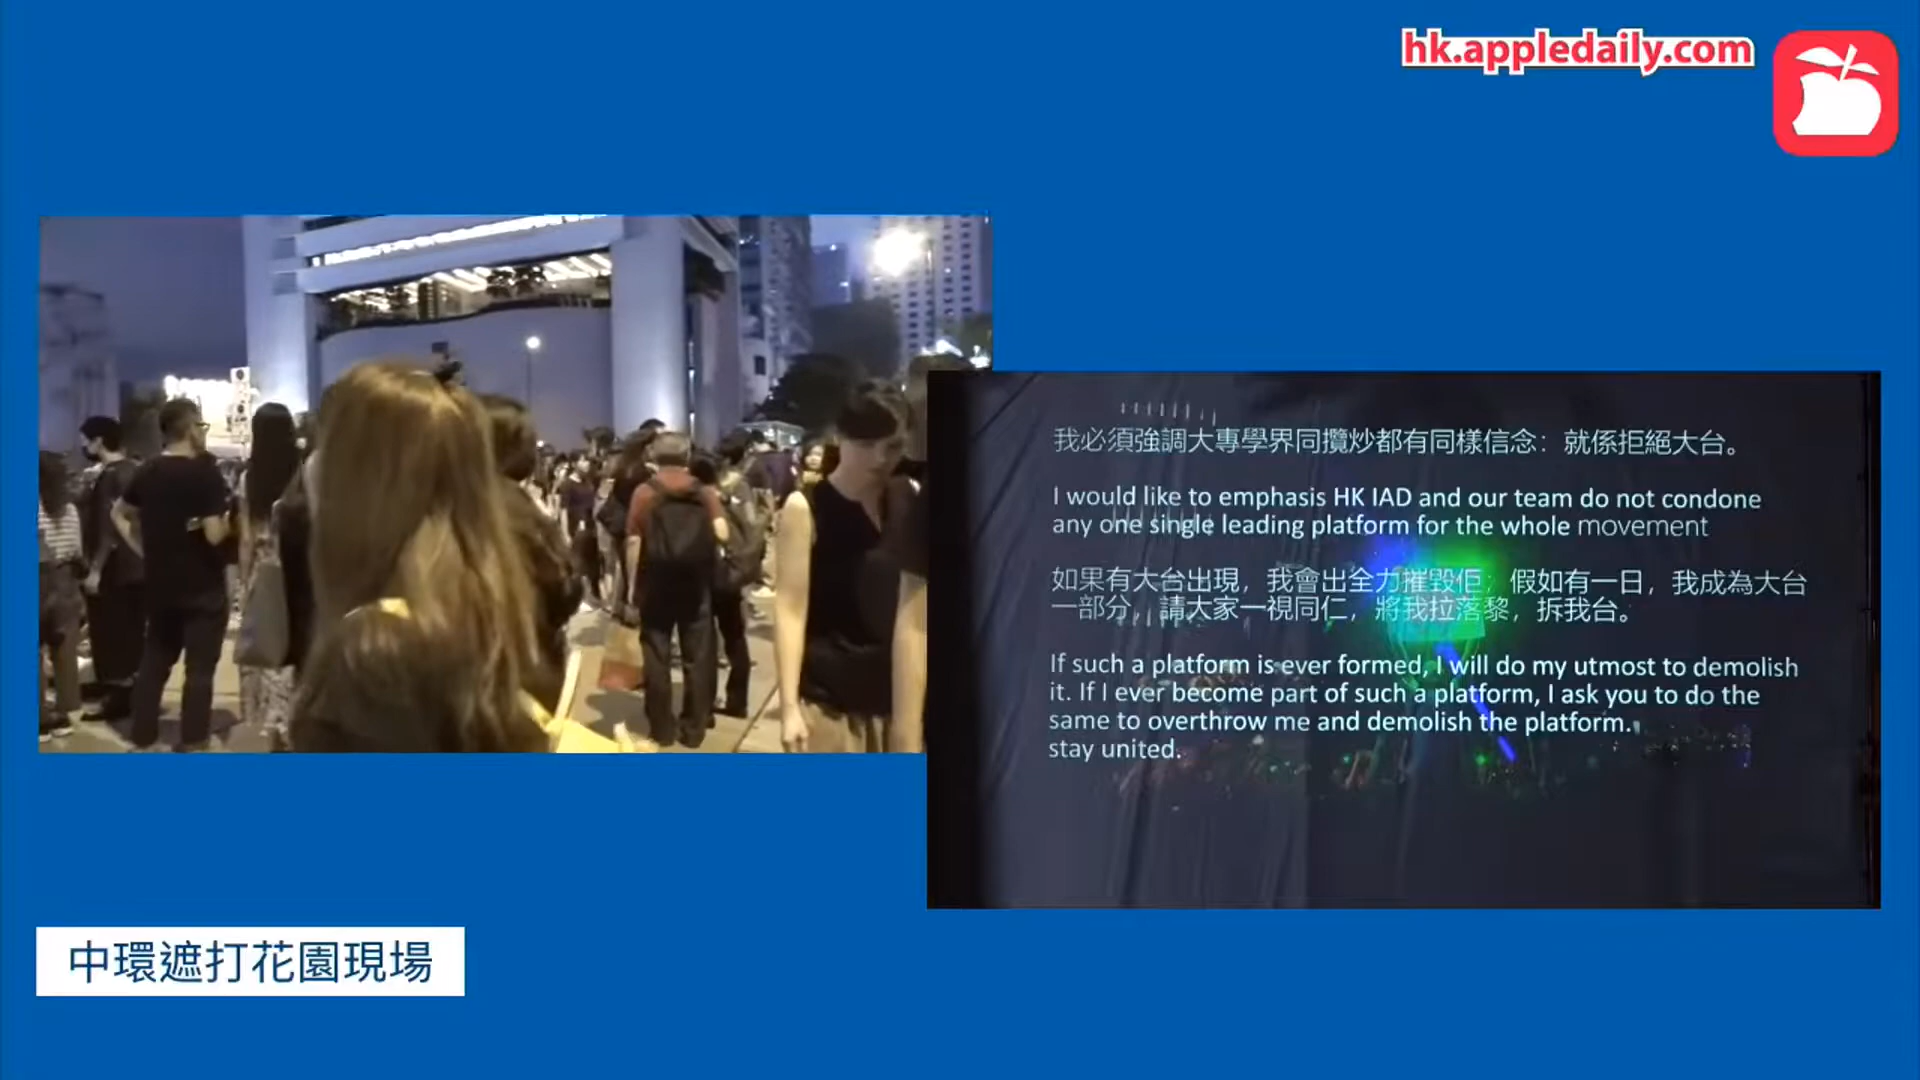 hk.appledaily.com
我必須強調大專學界同攬炒都有同樣信念：就係拒絕大台。
I would like to emphasis HK IAD and our team do not condone
any one single leading platform for the whole movement
如果有大台出現，我會出全力摧毀佢；假如有一日，我成為大台
一部分，請大家一視同仁，將我拉落黎，拆我台。
If such a platform is ever formed, I will do my utmost to demolish
it. If I ever become part of such a platform, I ask you to do the
same to overthrow me and demolish the platform.
stay united.
中環遮打花園現場